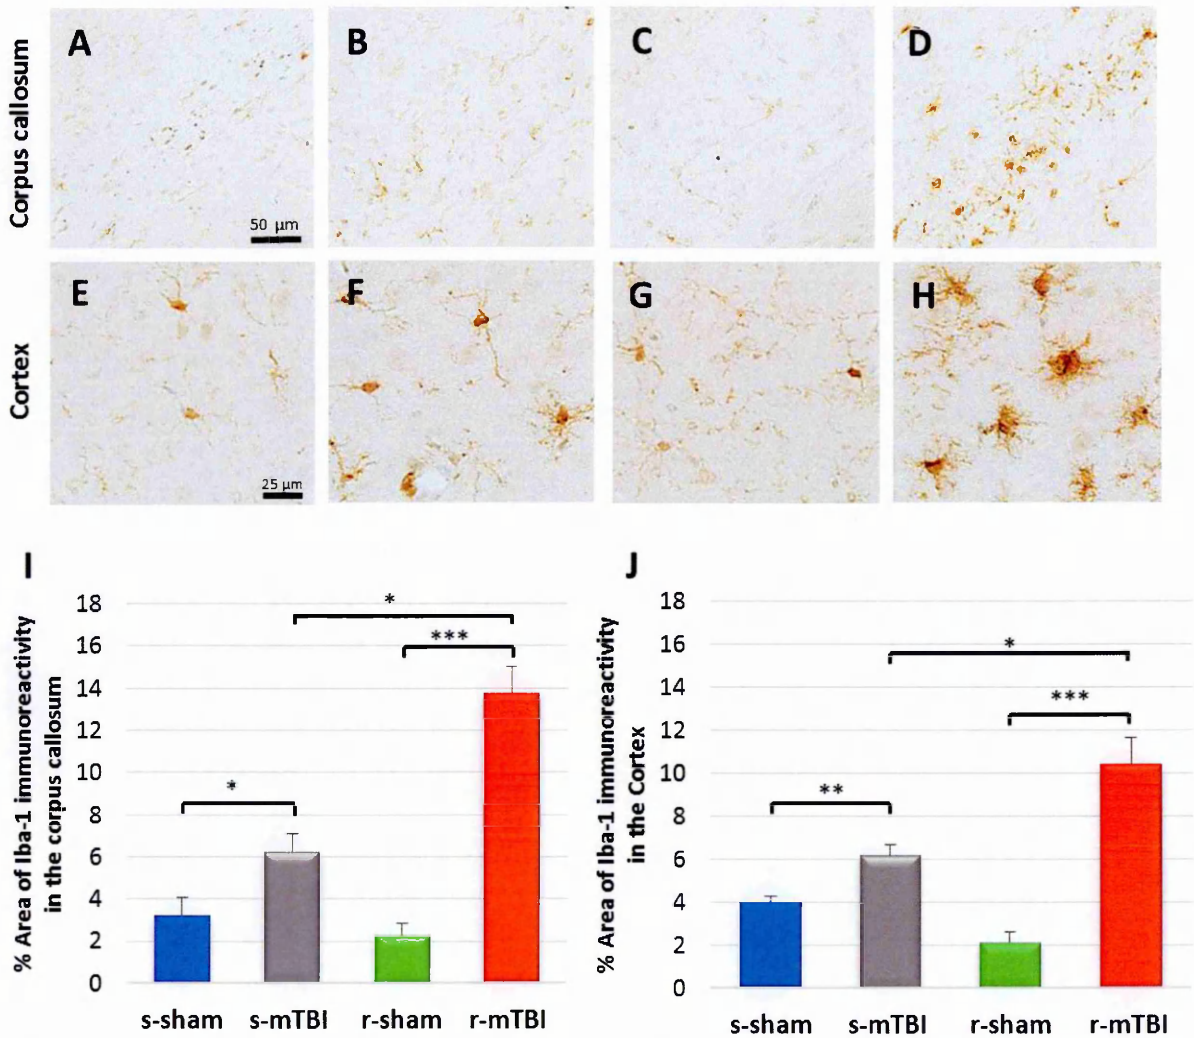 Corpus callosum
A
B
C
D
50 µm
Cortex
E
F
G
H
25 µm
I
% Area of Iba-1 immunoreactivity
in the corpus callosum
18
16
14
12
10
8
6
4
2
0
*
***
*
s-sham
s-mTBI
r-sham
r-mTBI
J
% Area of Iba-1 immunoreactivity
in the Cortex
18
16
14
12
10
8
6
4
2
0
*
***
**
s-sham
s-mTBI
r-sham
r-mTBI